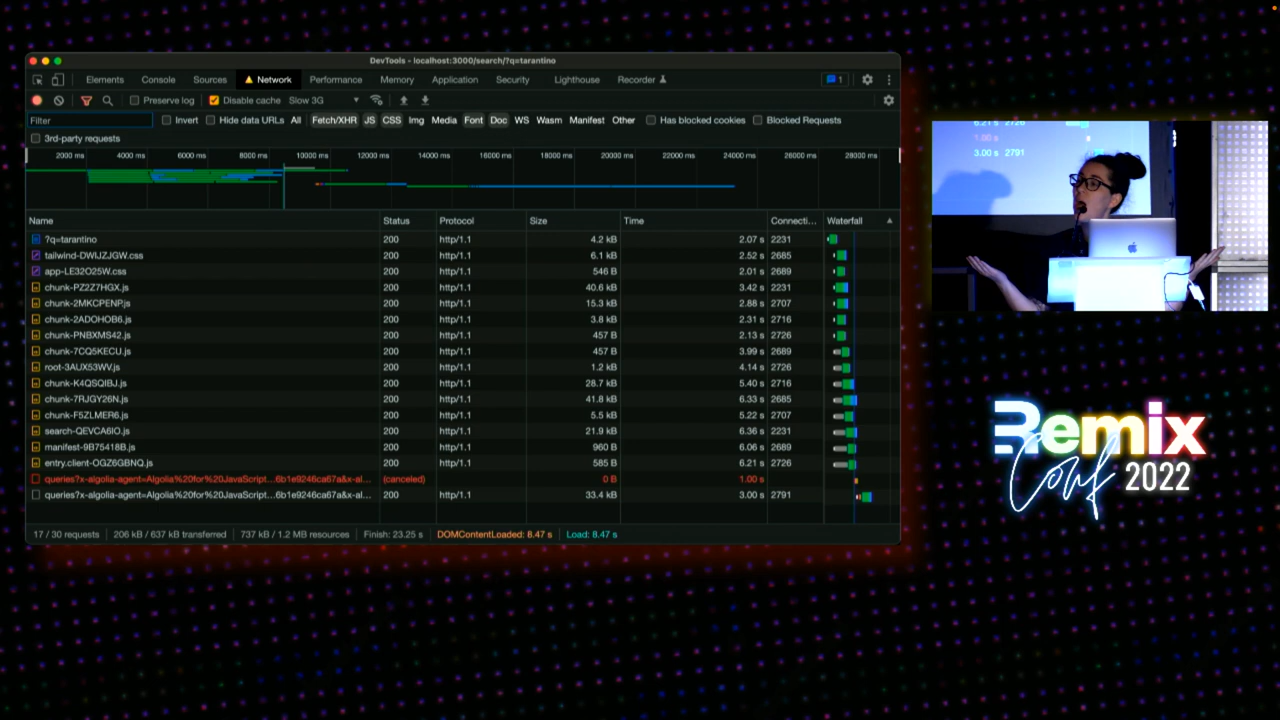 DevTools - localhost:3000/search/?q=tarantino
Elements Console Sources Network Performance Memory Application Security Lighthouse Recorder 1
Preserve log Disable cache Slow 3G
Filter Invert Hide data URLs All Fetch/XHR JS CSS Img Media Font Doc WS Wasm Manifest Other Has blocked cookies Blocked Requests
3rd-party requests
2000 ms 4000 ms 6000 ms 8000 ms 10000 ms 12000 ms 14000 ms 16000 ms 18000 ms 20000 ms 22000 ms 24000 ms 26000 ms 28000 ms
Name Status Protocol Size Time Connecti... Waterfall
?q=tarantino 200 http/1.1 4.2 kB 2.07 s 2231
tailwind-DWIJZJGW.css 200 http/1.1 6.1 kB 2.52 s 2685
app-LE32O25W.css 200 http/1.1 546 B 2.01 s 2689
chunk-PZ2Z7HGX.js 200 http/1.1 40.6 kB 3.42 s 2231
chunk-2MKCPENP.js 200 http/1.1 15.3 kB 2.88 s 2707
chunk-2ADOHOB6.js 200 http/1.1 3.8 kB 2.31 s 2716
chunk-PNBXMS42.js 200 http/1.1 457 B 2.13 s 2726
chunk-7CQ5KECU.js 200 http/1.1 457 B 3.99 s 2689
root-3AUX53WV.js 200 http/1.1 1.2 kB 4.14 s 2726
chunk-K4QSQIBJ.js 200 http/1.1 28.7 kB 5.40 s 2716
chunk-7RJGY26N.js 200 http/1.1 41.8 kB 6.33 s 2685
chunk-F5ZLMER6.js 200 http/1.1 5.5 kB 5.22 s 2707
search-QEVCA6IO.js 200 http/1.1 21.9 kB 6.36 s 2231
manifest-9B75418B.js 200 http/1.1 960 B 6.06 s 2689
entry.client-OGZ6GBNQ.js 200 http/1.1 585 B 6.21 s 2726
queries?x-algolia-agent=Algolia%20for%20JavaScript...6b1e9246ca67a&x-al... (canceled) 0 B 1.00 s
queries?x-algolia-agent=Algolia%20for%20JavaScript...6b1e9246ca67a&x-al... 200 http/1.1 33.4 kB 3.00 s 2791
17 / 30 requests 206 kB / 637 kB transferred 737 kB / 1.2 MB resources Finish: 23.25 s DOMContentLoaded: 8.47 s Load: 8.47 s
6.21 s 2726
1.00 s
3.00 s 2791
Remix
Conf 2022